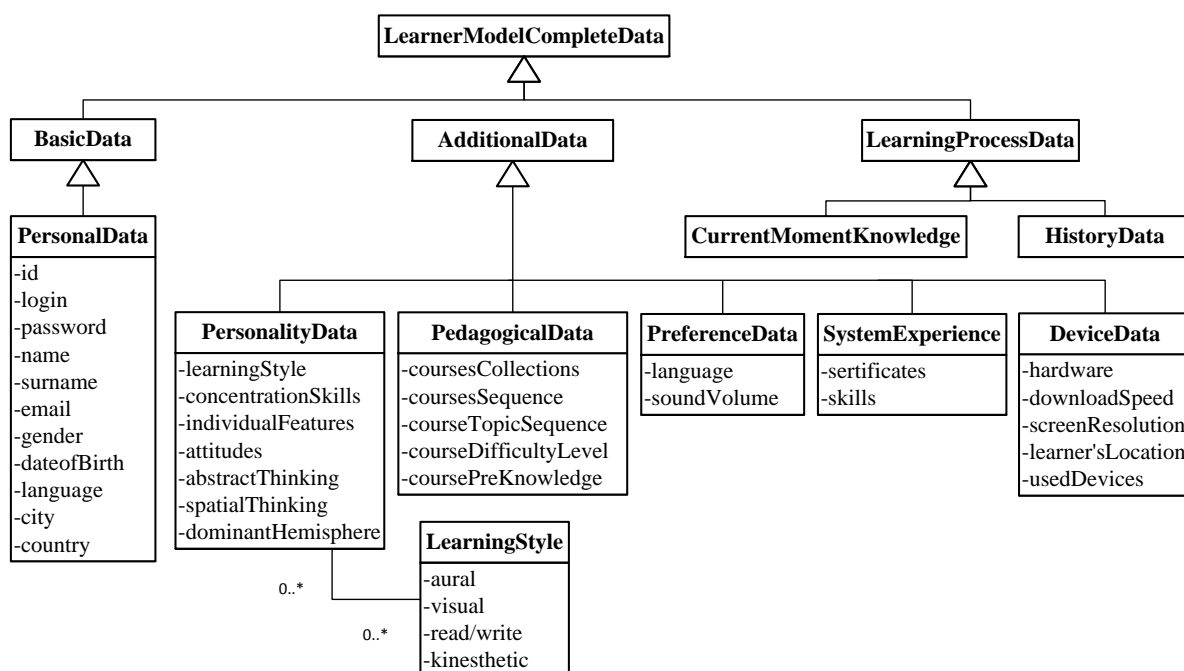 LearnerModelCompleteData
BasicData
AdditionalData
LearningProcessData
PersonalData
-id
-login
-password
-name
-surname
-email
-gender
-dateofBirth
-language
-city
-country
CurrentMomentKnowledge
HistoryData
PersonalityData
-learningStyle
-concentrationSkills
-individualFeatures
-attitudes
-abstractThinking
-spatialThinking
-dominantHemisphere
PedagogicalData
-coursesCollections
-coursesSequence
-courseTopicSequence
-courseDifficultyLevel
-coursePreKnowledge
PreferenceData
-language
-soundVolume
SystemExperience
-sertificates
-skills
DeviceData
-hardware
-downloadSpeed
-screenResolution
-learner'sLocation
-usedDevices
0..*
0..*
LearningStyle
-aural
-visual
-read/write
-kinesthetic